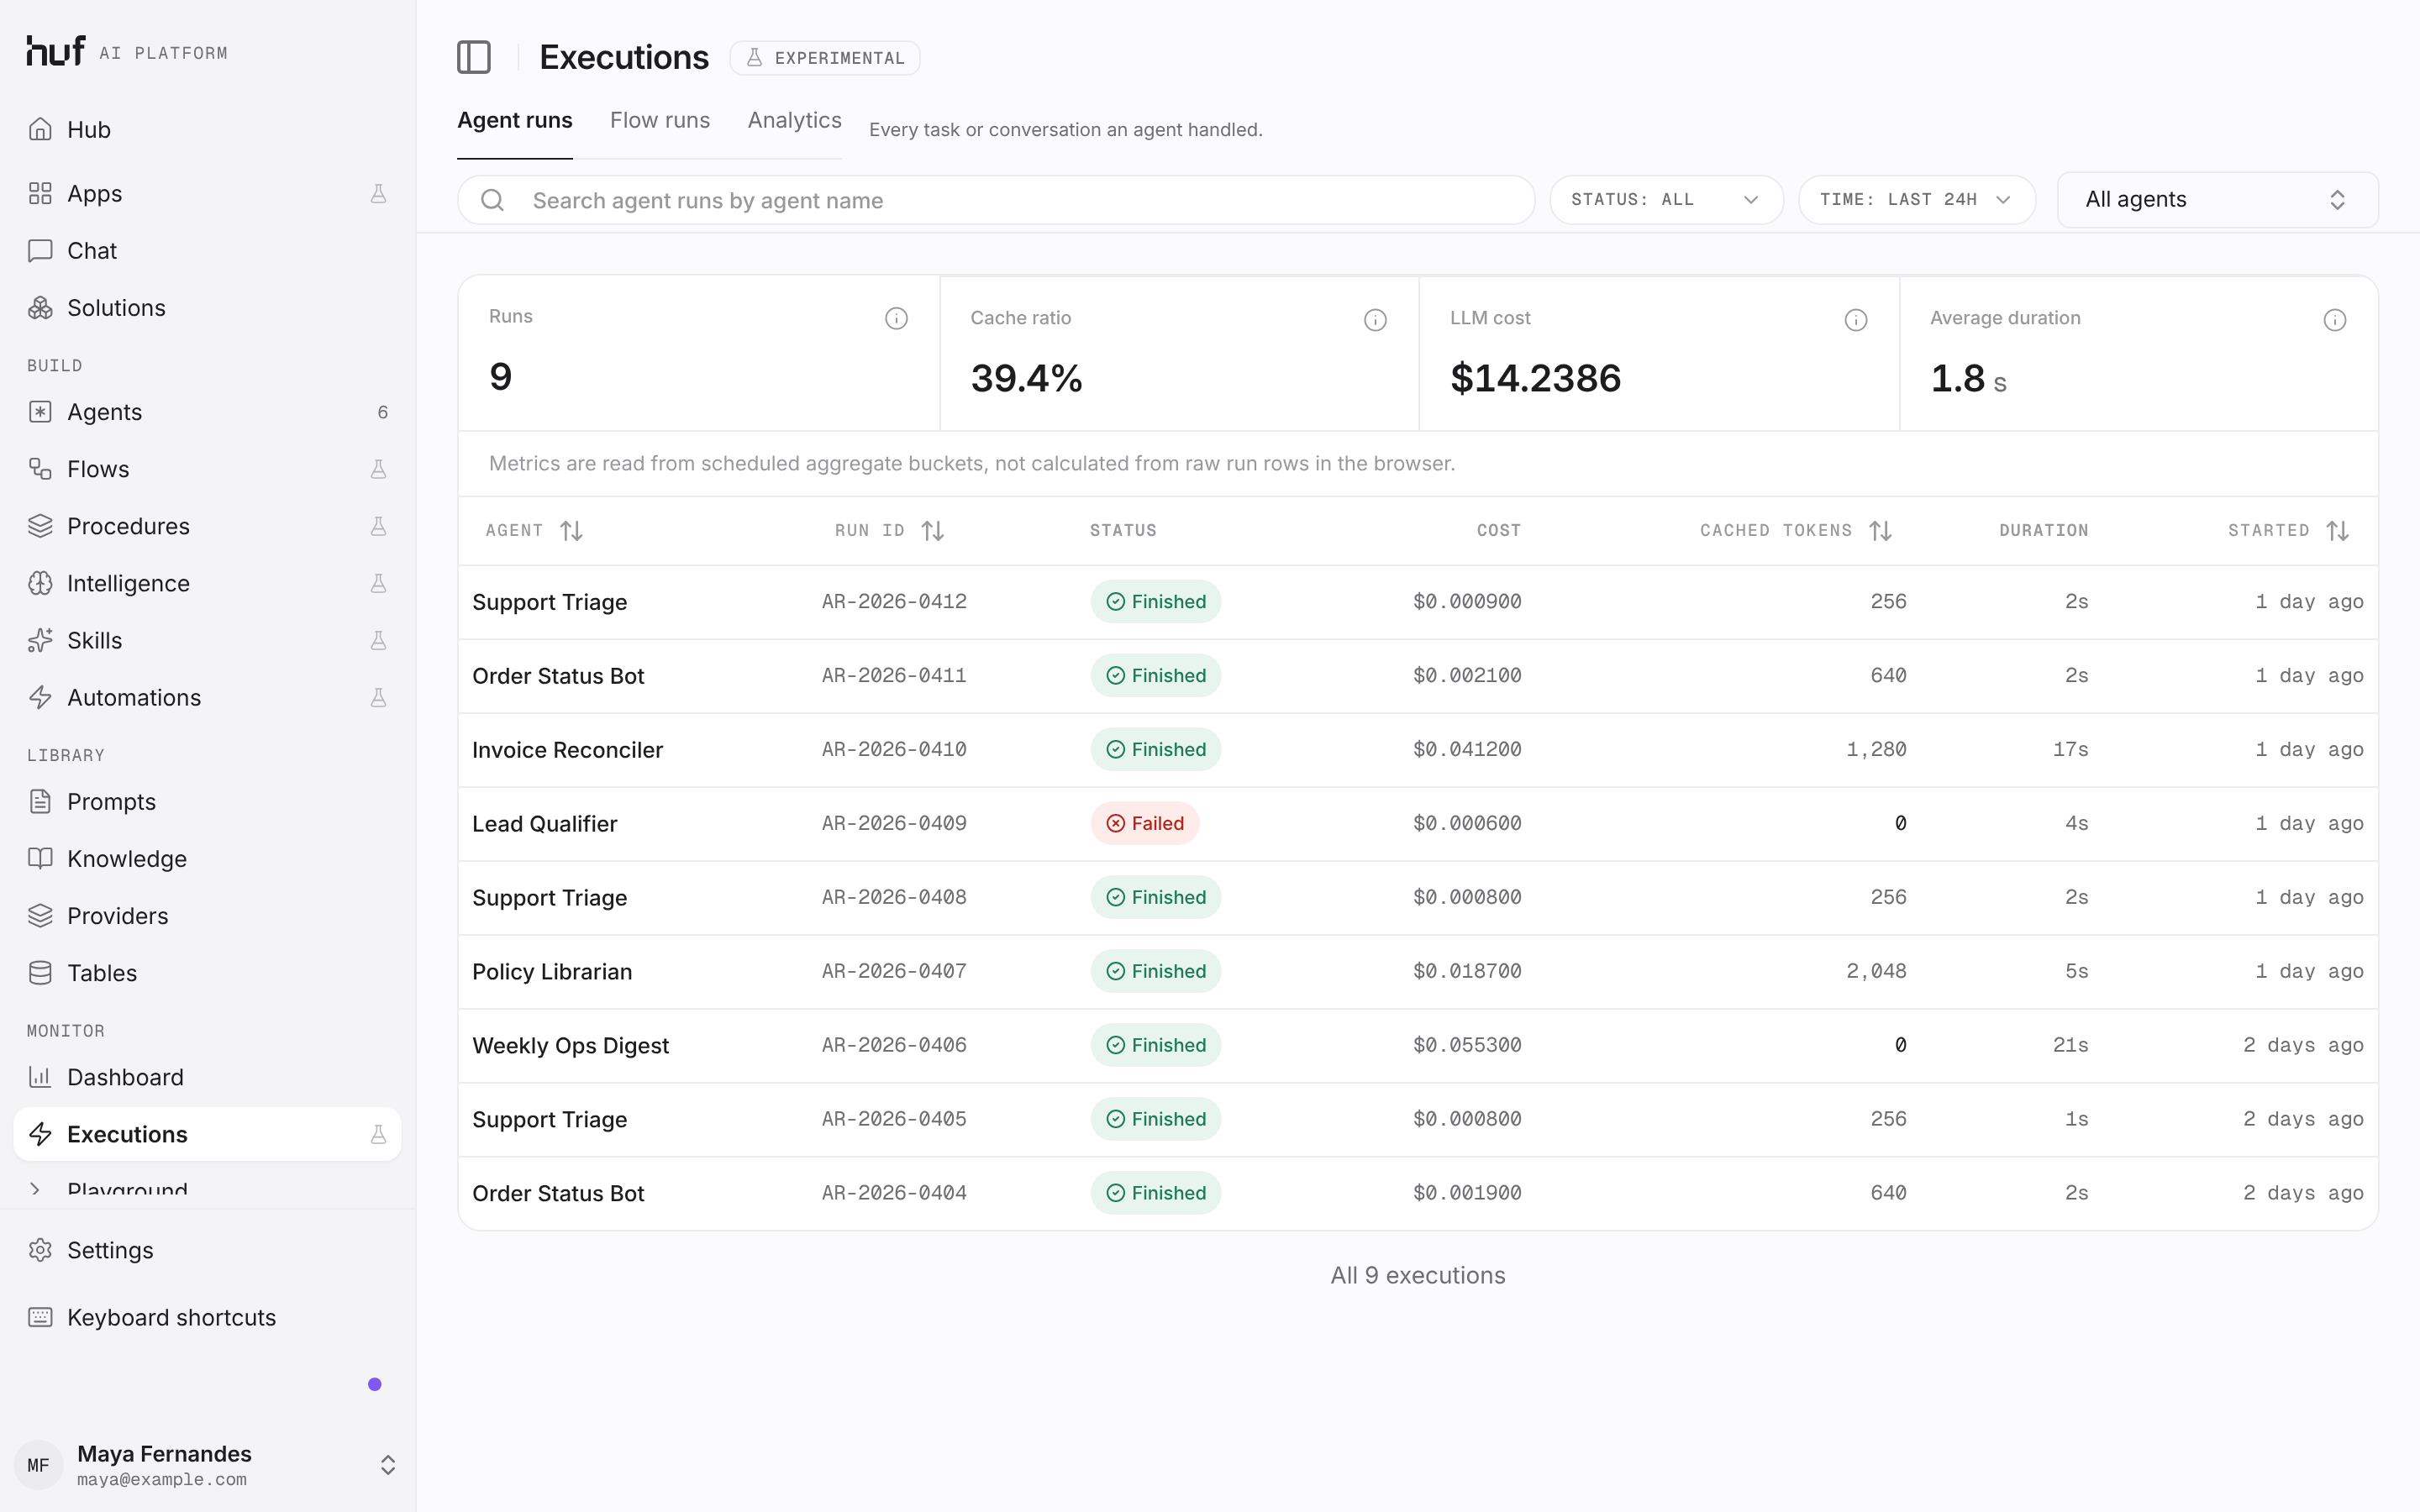 huf AI PLATFORM
Hub
Apps
Chat
Solutions
BUILD
Agents 6
Flows
Procedures
Intelligence
Skills
Automations
LIBRARY
Prompts
Knowledge
Providers
Tables
MONITOR
Dashboard
Executions
Playground
Settings
Keyboard shortcuts
MF Maya Fernandes
maya@example.com
Executions EXPERIMENTAL
Agent runs Flow runs Analytics Every task or conversation an agent handled.
Search agent runs by agent name STATUS: ALL TIME: LAST 24H All agents
Runs Cache ratio LLM cost Average duration
9 39.4% $14.2386 1.8 s
Metrics are read from scheduled aggregate buckets, not calculated from raw run rows in the browser.
AGENT RUN ID STATUS COST CACHED TOKENS DURATION STARTED
Support Triage AR-2026-0412 Finished $0.000900 256 2s 1 day ago
Order Status Bot AR-2026-0411 Finished $0.002100 640 2s 1 day ago
Invoice Reconciler AR-2026-0410 Finished $0.041200 1,280 17s 1 day ago
Lead Qualifier AR-2026-0409 Failed $0.000600 0 4s 1 day ago
Support Triage AR-2026-0408 Finished $0.000800 256 2s 1 day ago
Policy Librarian AR-2026-0407 Finished $0.018700 2,048 5s 1 day ago
Weekly Ops Digest AR-2026-0406 Finished $0.055300 0 21s 2 days ago
Support Triage AR-2026-0405 Finished $0.000800 256 1s 2 days ago
Order Status Bot AR-2026-0404 Finished $0.001900 640 2s 2 days ago
All 9 executions